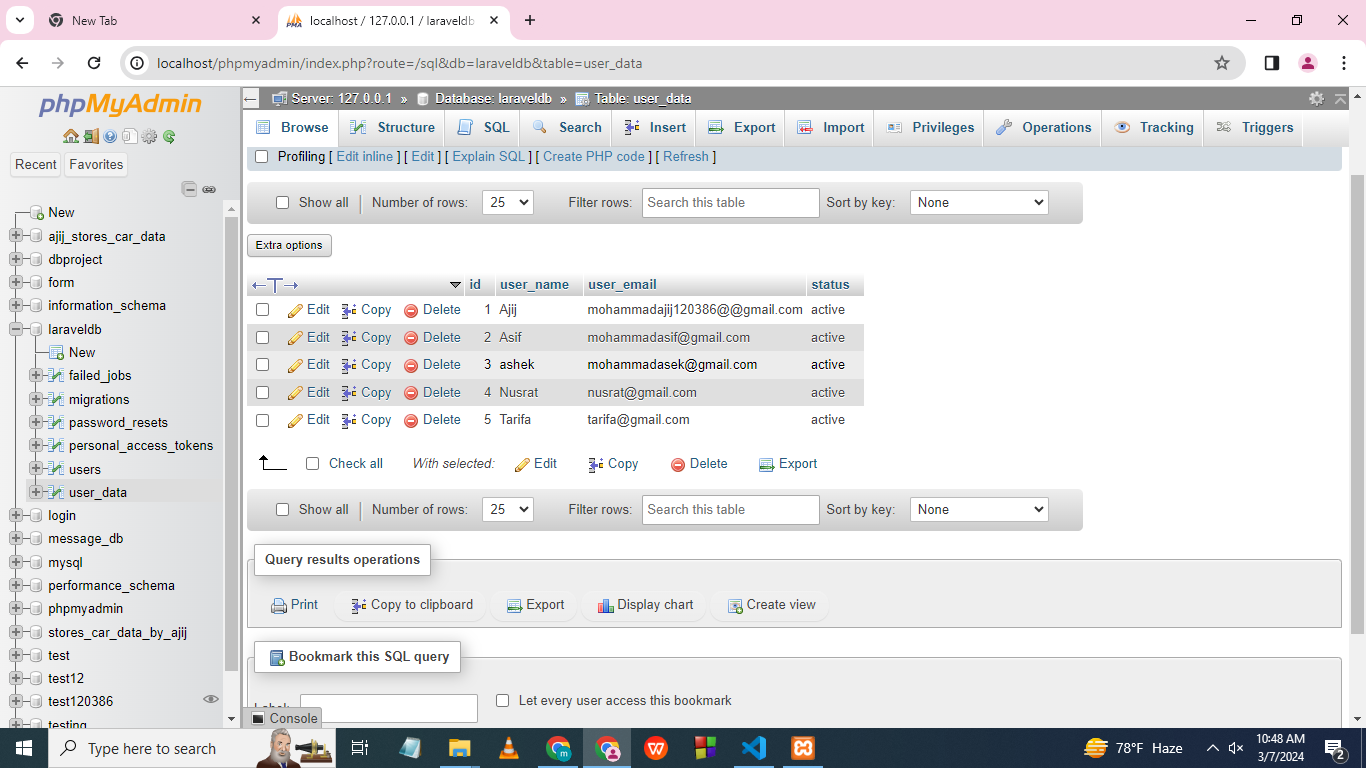 New Tab
localhost / 127.0.0.1 / laraveldb
localhost/phpmyadmin/index.php?route=/sql&db=laraveldb&table=user_data
phpMyAdmin
Recent Favorites
New
ajij_stores_car_data
dbproject
form
information_schema
laraveldb
New
failed_jobs
migrations
password_resets
personal_access_tokens
users
user_data
login
message_db
mysql
performance_schema
phpmyadmin
stores_car_data_by_ajij
test
test12
test120386
testing
Server: 127.0.0.1 » Database: laraveldb » Table: user_data
Browse Structure SQL Search Insert Export Import Privileges Operations Tracking Triggers
Profiling [ Edit inline ] [ Edit ] [ Explain SQL ] [ Create PHP code ] [ Refresh ]
Show all Number of rows: 25 Filter rows: Search this table Sort by key: None
Extra options
id user_name user_email status
Edit Copy Delete 1 Ajij mohammadajij120386@@gmail.com active
Edit Copy Delete 2 Asif mohammadasif@gmail.com active
Edit Copy Delete 3 ashek mohammadasek@gmail.com active
Edit Copy Delete 4 Nusrat nusrat@gmail.com active
Edit Copy Delete 5 Tarifa tarifa@gmail.com active
Check all With selected: Edit Copy Delete Export
Show all Number of rows: 25 Filter rows: Search this table Sort by key: None
Query results operations
Print Copy to clipboard Export Display chart Create view
Bookmark this SQL query
Label: Let every user access this bookmark
Console
Type here to search
78°F Haze
10:48 AM
3/7/2024
2